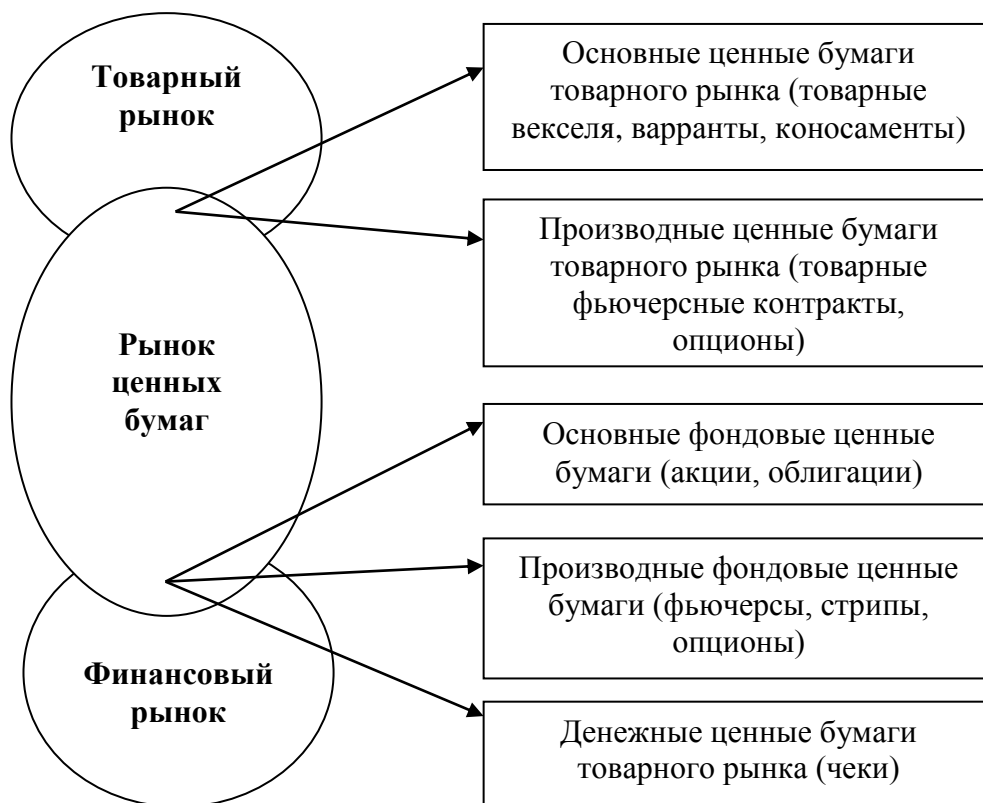 Товарный
рынок
Основные ценные бумаги
товарного рынка (товарные
векселя, варранты, коносаменты)
Производные ценные бумаги
товарного рынка (товарные
фьючерсные контракты,
опционы)
Рынок
ценных
бумаг
Основные фондовые ценные
бумаги (акции, облигации)
Производные фондовые ценные
бумаги (фьючерсы, стрипы,
опционы)
Финансовый
рынок
Денежные ценные бумаги
товарного рынка (чеки)